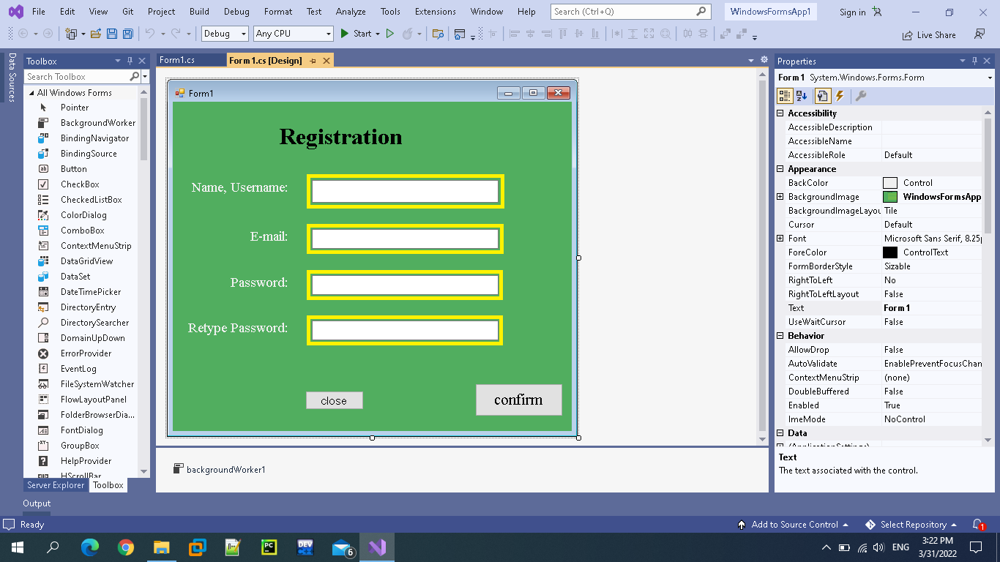 File Edit View Git Project Build Debug Format Test Analyze Tools Extensions Window Help Search (Ctrl+Q) WindowsFormsApp1 Sign in
Debug Any CPU Start Live Share
Data Sources
Toolbox
Search Toolbox
All Windows Forms
Pointer
BackgroundWorker
BindingNavigator
BindingSource
Button
CheckBox
CheckedListBox
ColorDialog
ComboBox
ContextMenuStrip
DataGridView
DataSet
DateTimePicker
DirectoryEntry
DirectorySearcher
DomainUpDown
ErrorProvider
EventLog
FileSystemWatcher
FlowLayoutPanel
FolderBrowserDia...
FontDialog
GroupBox
HelpProvider
HScrollBar
Server Explorer Toolbox
Form1.cs Form1.cs [Design]
Form1
Registration
Name, Username:
E-mail:
Password:
Retype Password:
close confirm
backgroundWorker1
Properties
Form1 System.Windows.Forms.Form
Accessibility
AccessibleDescription
AccessibleName
AccessibleRole Default
Appearance
BackColor Control
BackgroundImage WindowsFormsApp
BackgroundImageLayou Tile
Cursor Default
Font Microsoft Sans Serif, 8.25p
ForeColor ControlText
FormBorderStyle Sizable
RightToLeft No
RightToLeftLayout False
Text Form1
UseWaitCursor False
Behavior
AllowDrop False
AutoValidate EnablePreventFocusChan
ContextMenuStrip (none)
DoubleBuffered False
Enabled True
ImeMode NoControl
Data
(ApplicationSettings)
Text
The text associated with the control.
Output
Ready Add to Source Control Select Repository 1
PC DEV C++ 6 ENG 3:22 PM
3/31/2022